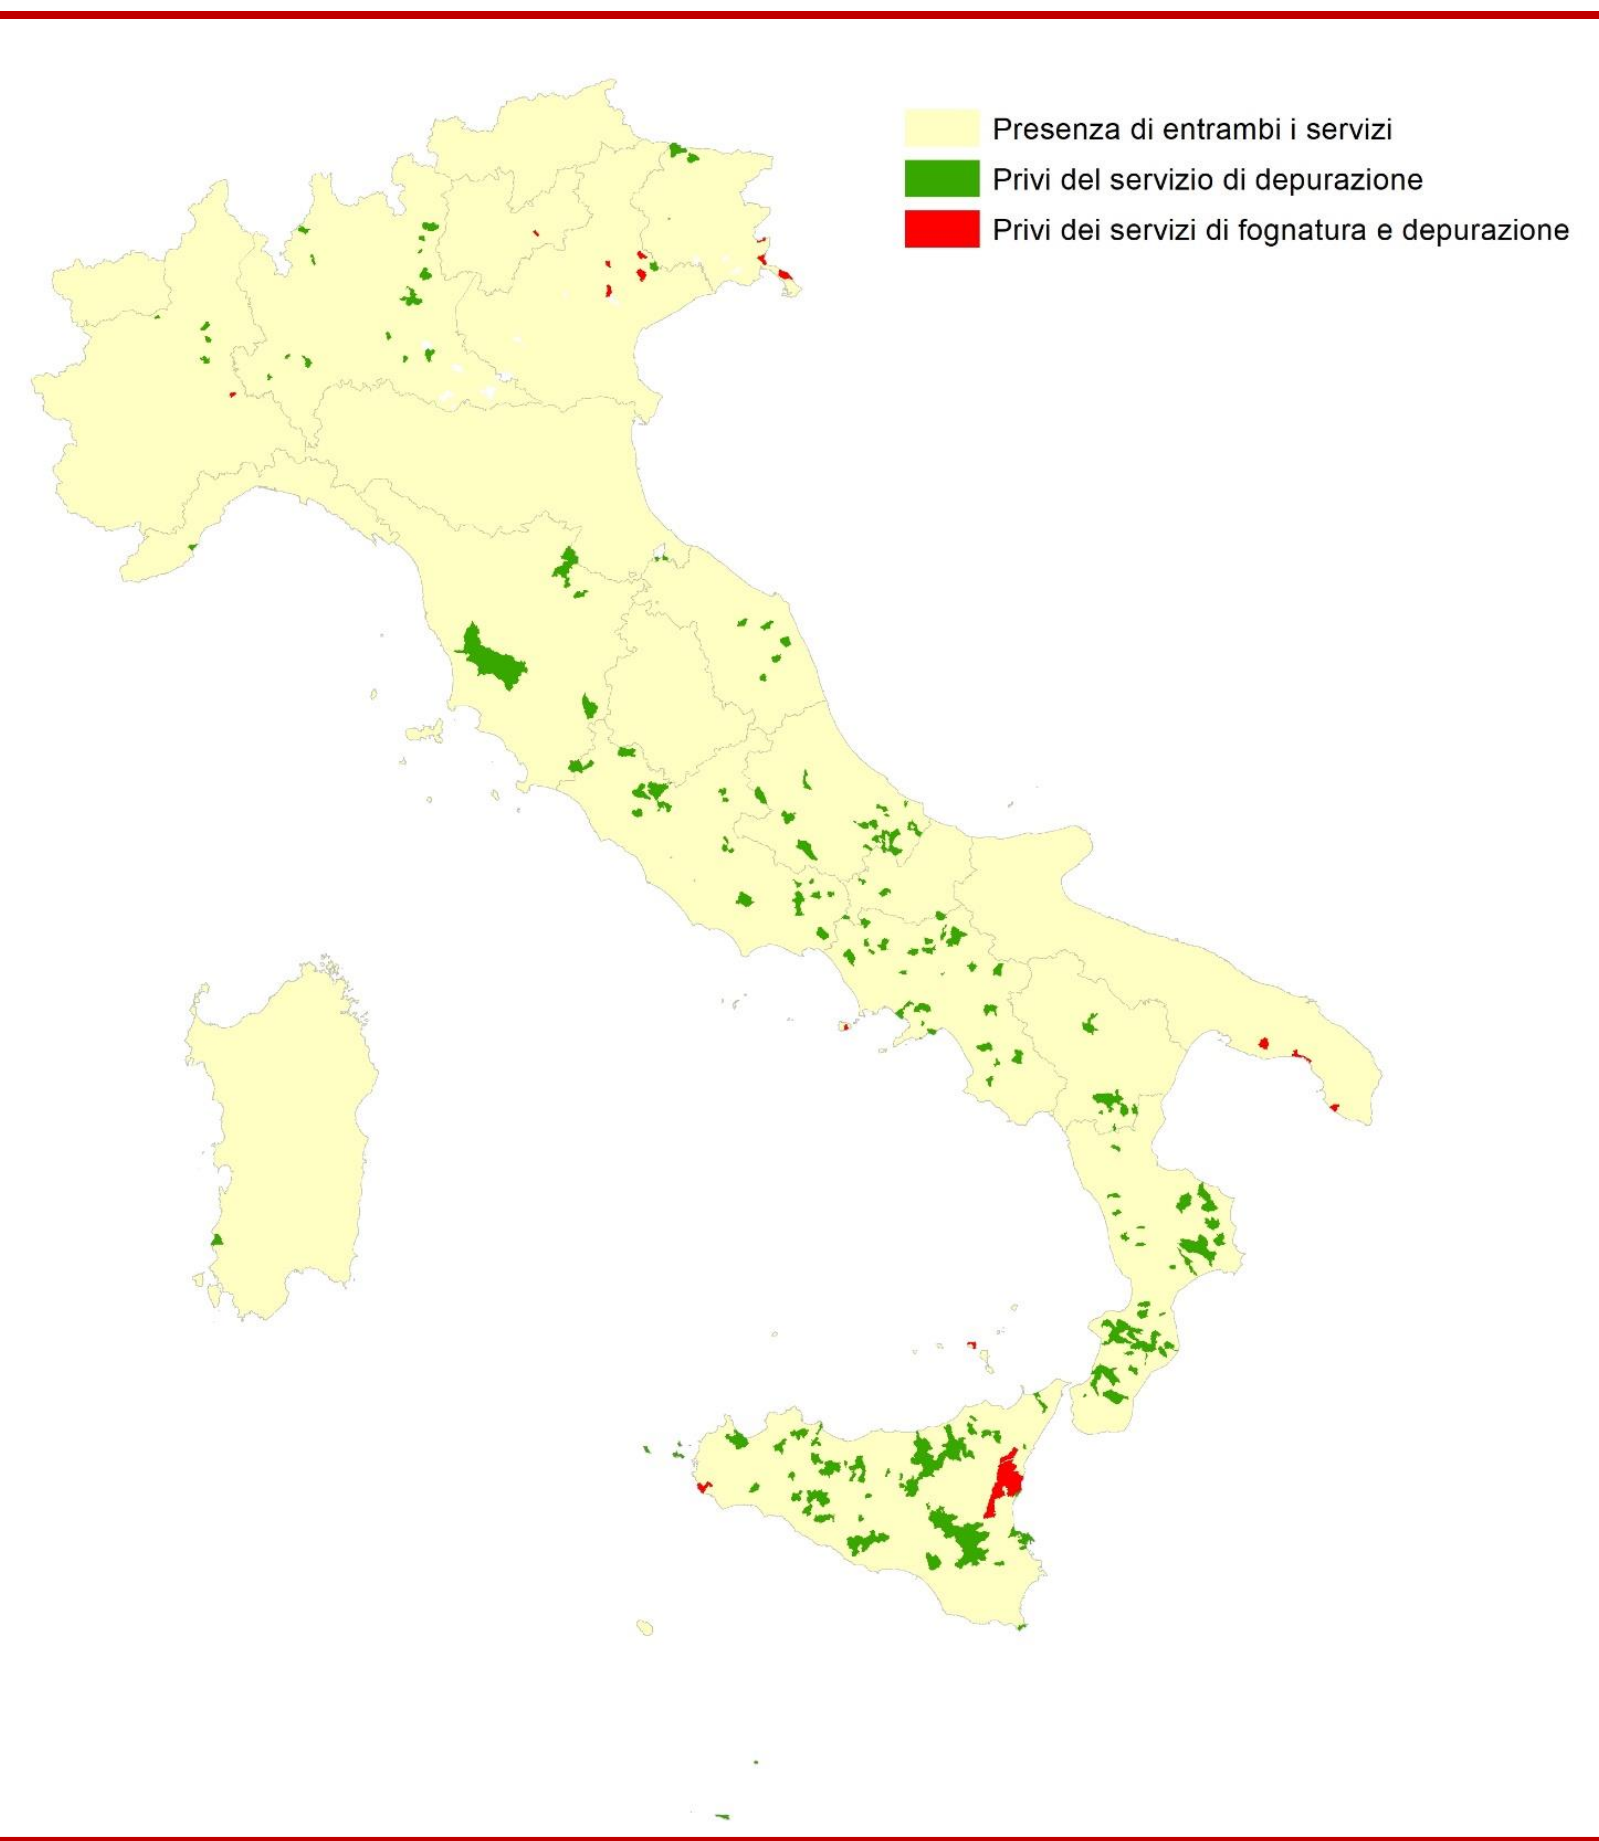 Presenza di entrambi i servizi
Privi del servizio di depurazione
Privi dei servizi di fognatura e depurazione